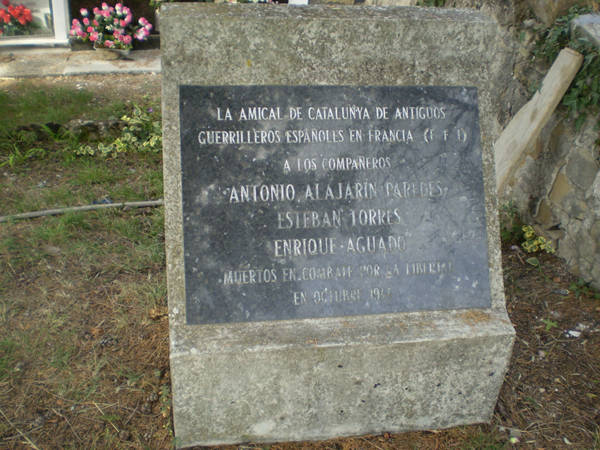 LA AMICAL DE CATALUNYA DE ANTIGUOS
GUERRILLEROS ESPAÑOLES EN FRANCIA (F F I)
A LOS COMPAÑEROS
ANTONIO ALAJARIN PAREDES
ESTEBAN TORRES
ENRIQUE AGUADO
MUERTOS EN COMBATE POR LA LIBERTAD
EN OCTUBRE